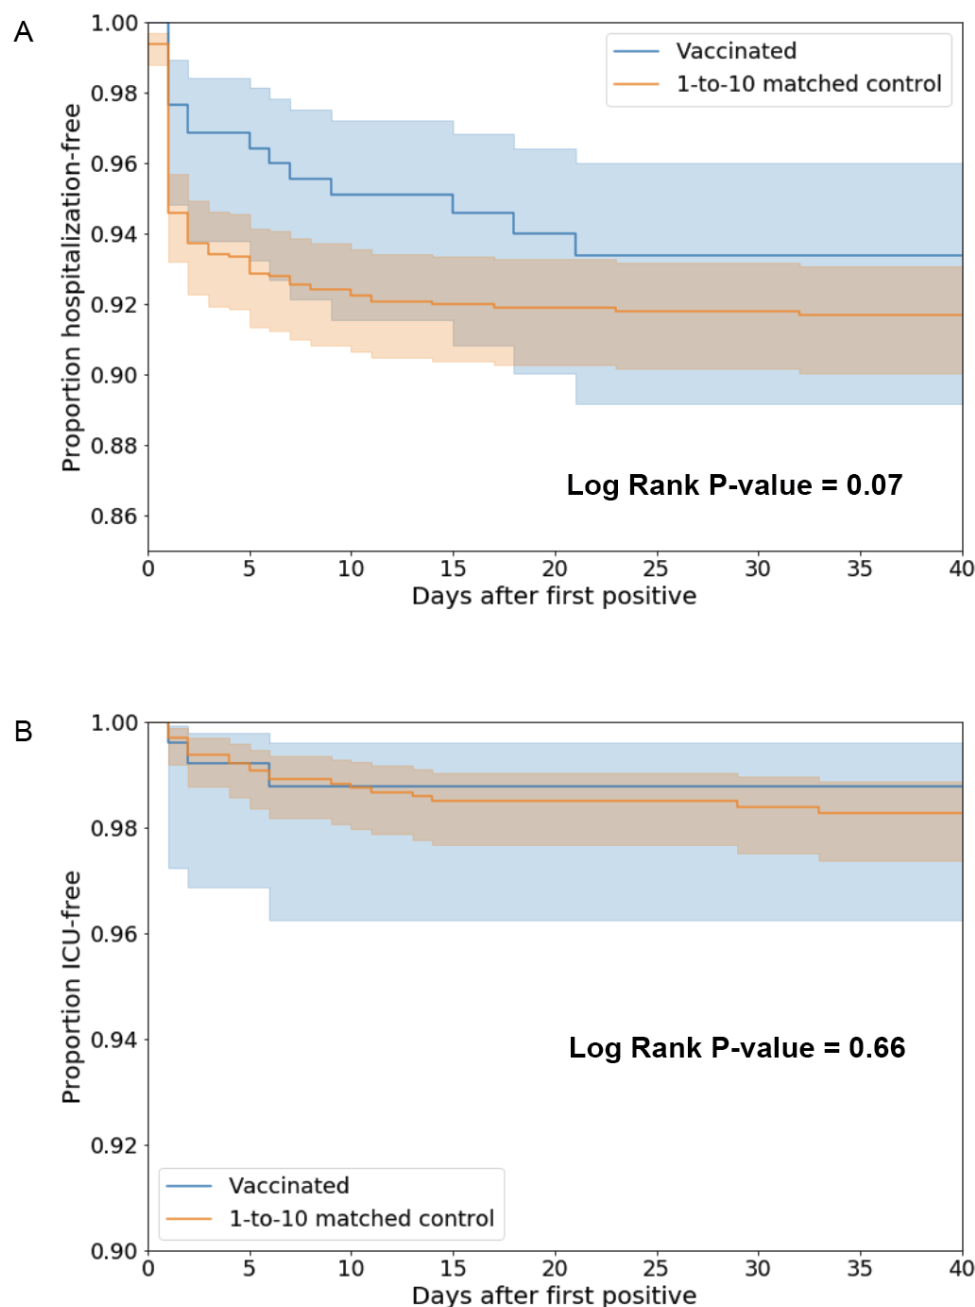 A
1.00
0.98
0.96
0.94
0.92
0.90
0.88
0.86
Proportion hospitalization-free
Vaccinated
1-to-10 matched control
Log Rank P-value = 0.07
0 5 10 15 20 25 30 35 40
Days after first positive
B
1.00
0.98
0.96
0.94
0.92
0.90
Proportion ICU-free
Log Rank P-value = 0.66
Vaccinated
1-to-10 matched control
0 5 10 15 20 25 30 35 40
Days after first positive